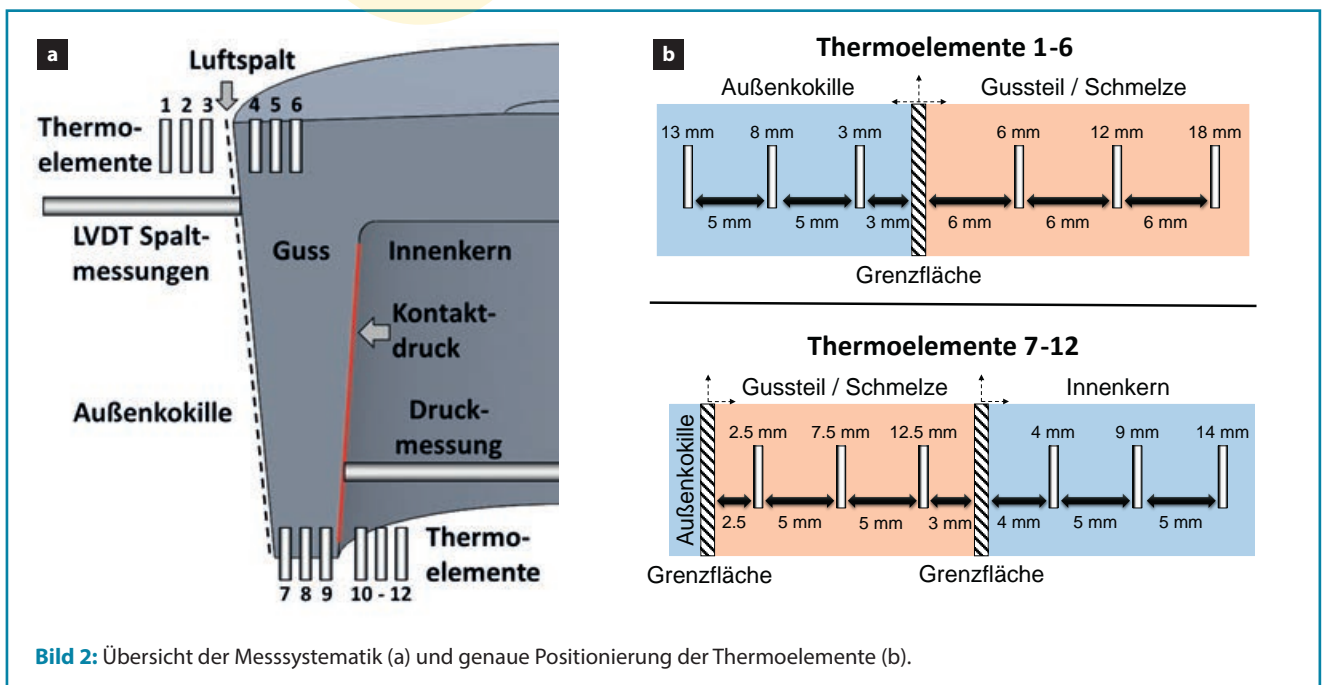 a
Luftspalt
1 2 3
4 5 6
Thermo-
elemente
LVDT Spalt-
messungen
Guss
Innenkern
Kontakt-
druck
Außenkokille
Druck-
messung
Thermo-
elemente
7 8 9
10 - 12
b
Thermoelemente 1-6
Außenkokille
Gussteil / Schmelze
13 mm
8 mm
3 mm
6 mm
12 mm
18 mm
5 mm
5 mm
3 mm
6 mm
6 mm
6 mm
Grenzfläche
Thermoelemente 7-12
Gussteil / Schmelze
Innenkern
Außenkokille
2.5 mm
7.5 mm
12.5 mm
4 mm
9 mm
14 mm
2.5
5 mm
5 mm
3 mm
4 mm
5 mm
5 mm
Grenzfläche
Grenzfläche
Bild 2: Übersicht der Messsystematik (a) und genaue Positionierung der Thermoelemente (b).